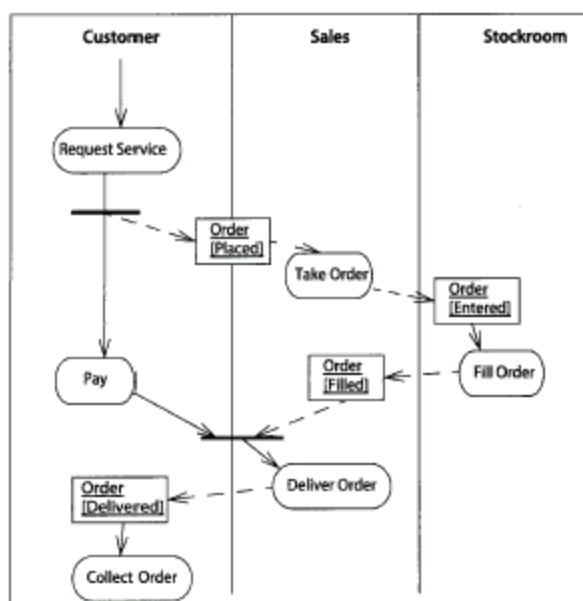 Customer
Sales
Stockroom
Request Service
Order
[Placed]
Take Order
Order
[Entered]
Order
[Filled]
Fill Order
Pay
Deliver Order
Order
[Delivered]
Collect Order